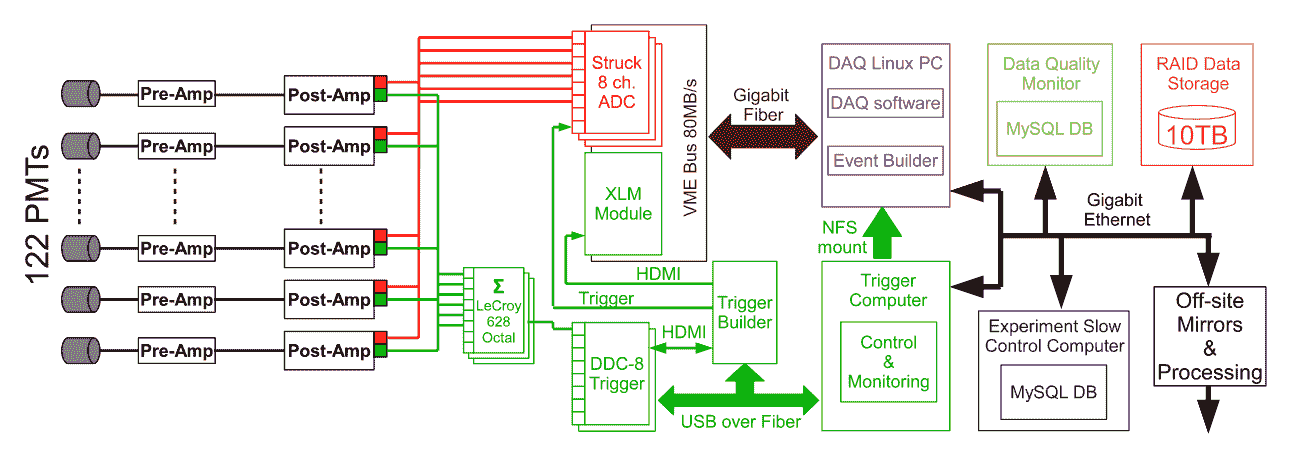 122 PMTs
Pre-Amp
Post-Amp
Pre-Amp
Post-Amp
Pre-Amp
Post-Amp
Pre-Amp
Post-Amp
Pre-Amp
Post-Amp
Σ
LeCroy
628
Octal
Struck
8 ch.
ADC
XLM
Module
VME Bus 80MB/s
HDMI
Trigger
DDC-8
Trigger
HDMI
Trigger
Builder
USB over Fiber
Gigabit
Fiber
DAQ Linux PC
DAQ software
Event Builder
NFS
mount
Trigger
Computer
Control
&
Monitoring
Data Quality
Monitor
MySQL DB
RAID Data
Storage
10TB
Gigabit
Ethernet
Experiment Slow
Control Computer
MySQL DB
Off-site
Mirrors
&
Processing